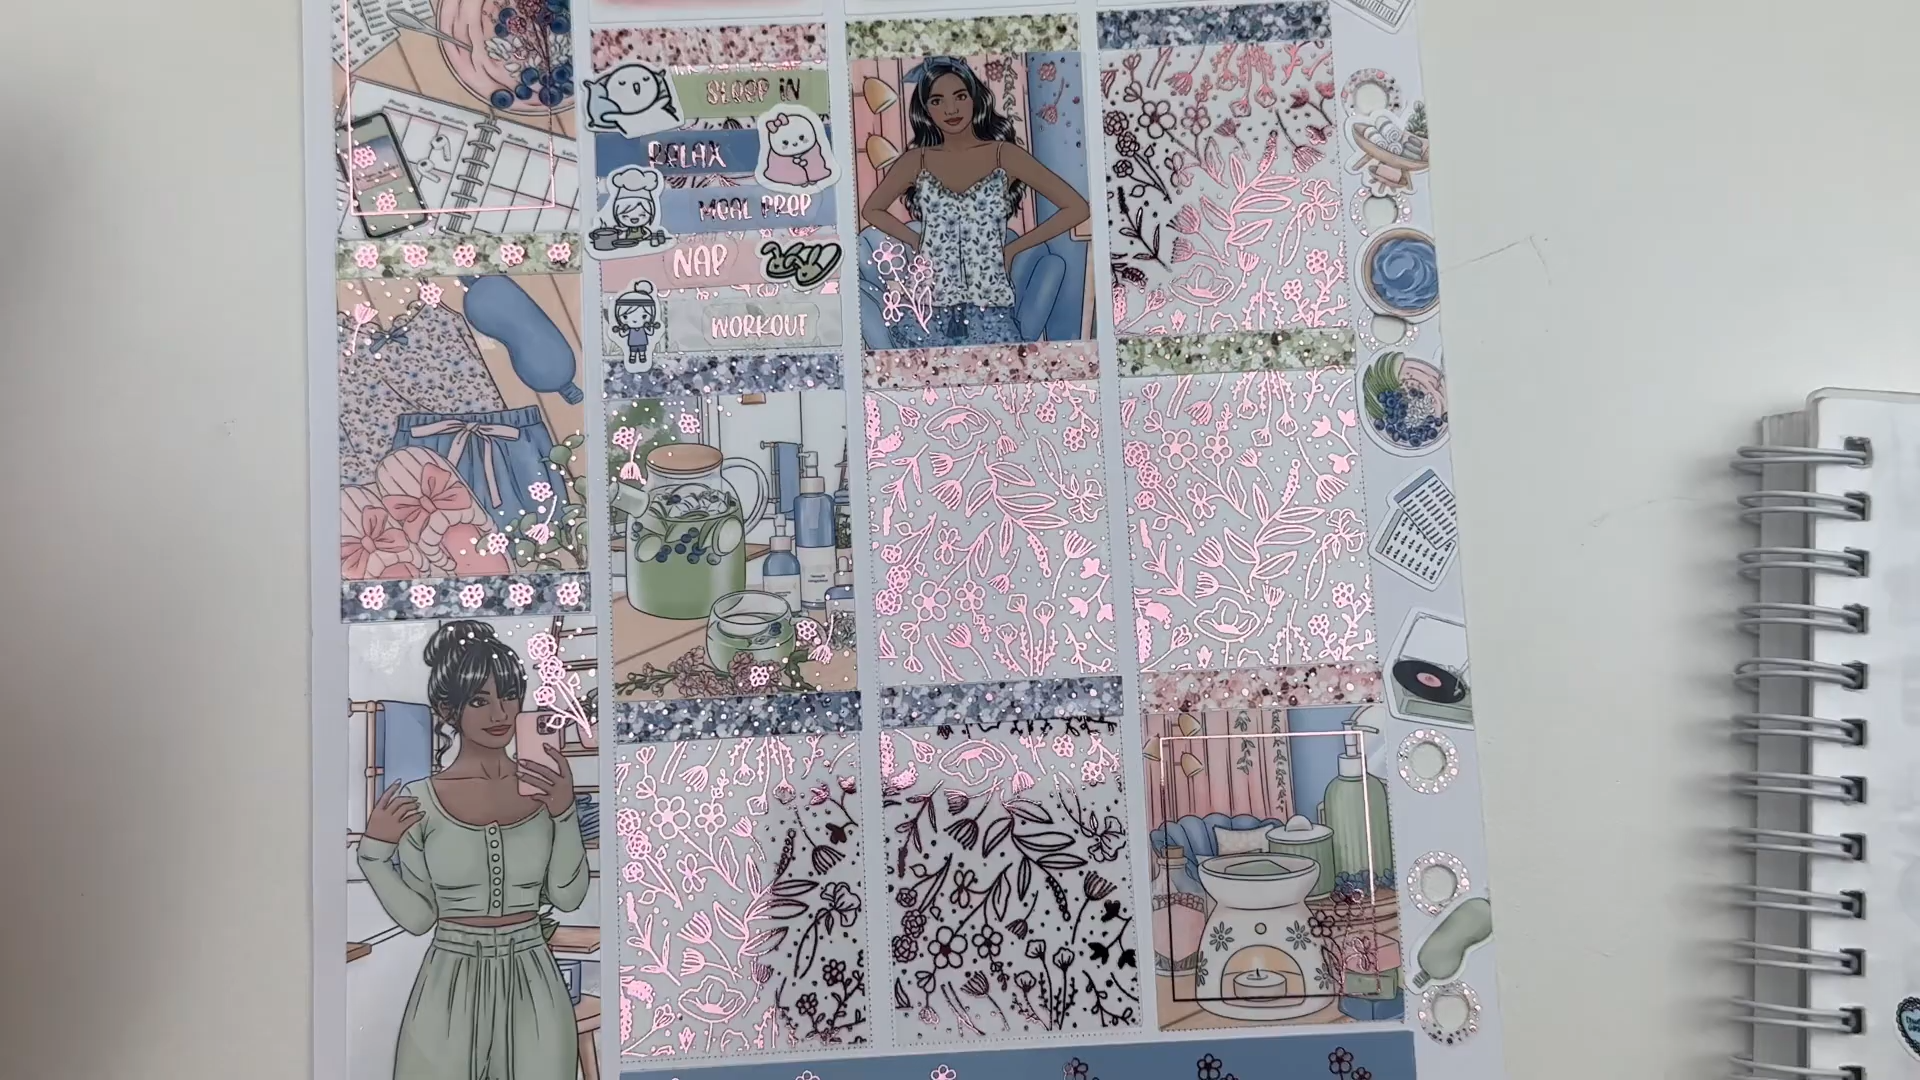 SLEEP IN
RELAX
MEAL PREP
NAP
WORKOUT